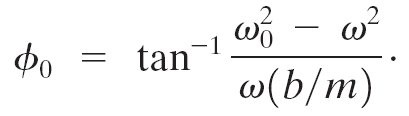 ϕ₀ = tan⁻¹ (ω₀² − ω²) / (ω(b/m)) ·